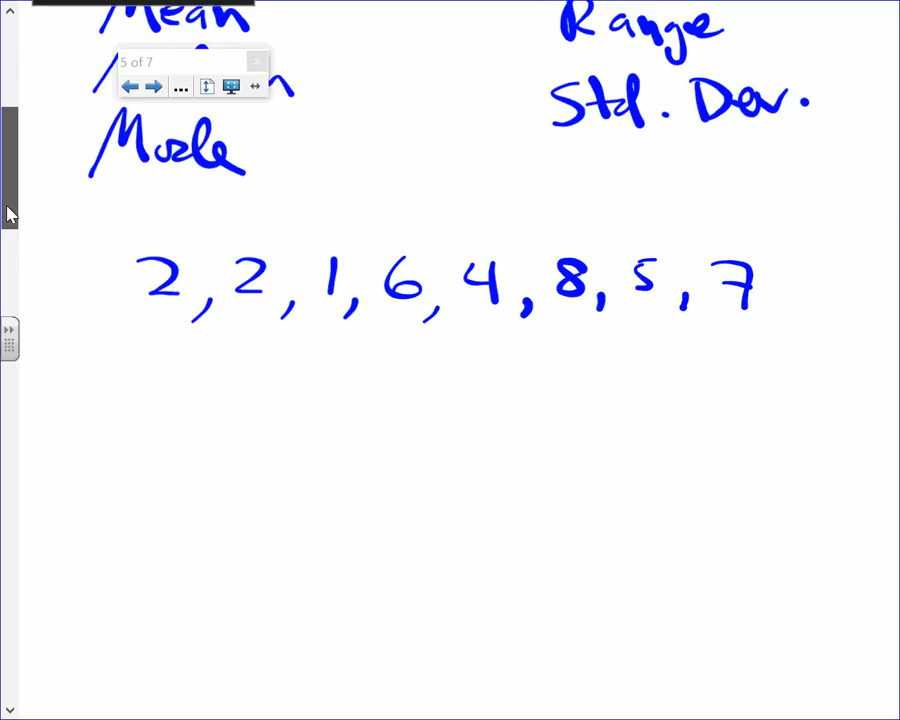 Mean
Range
5 of 7
Std. Dev.
Mode
2, 2, 1, 6, 4, 8, 5, 7